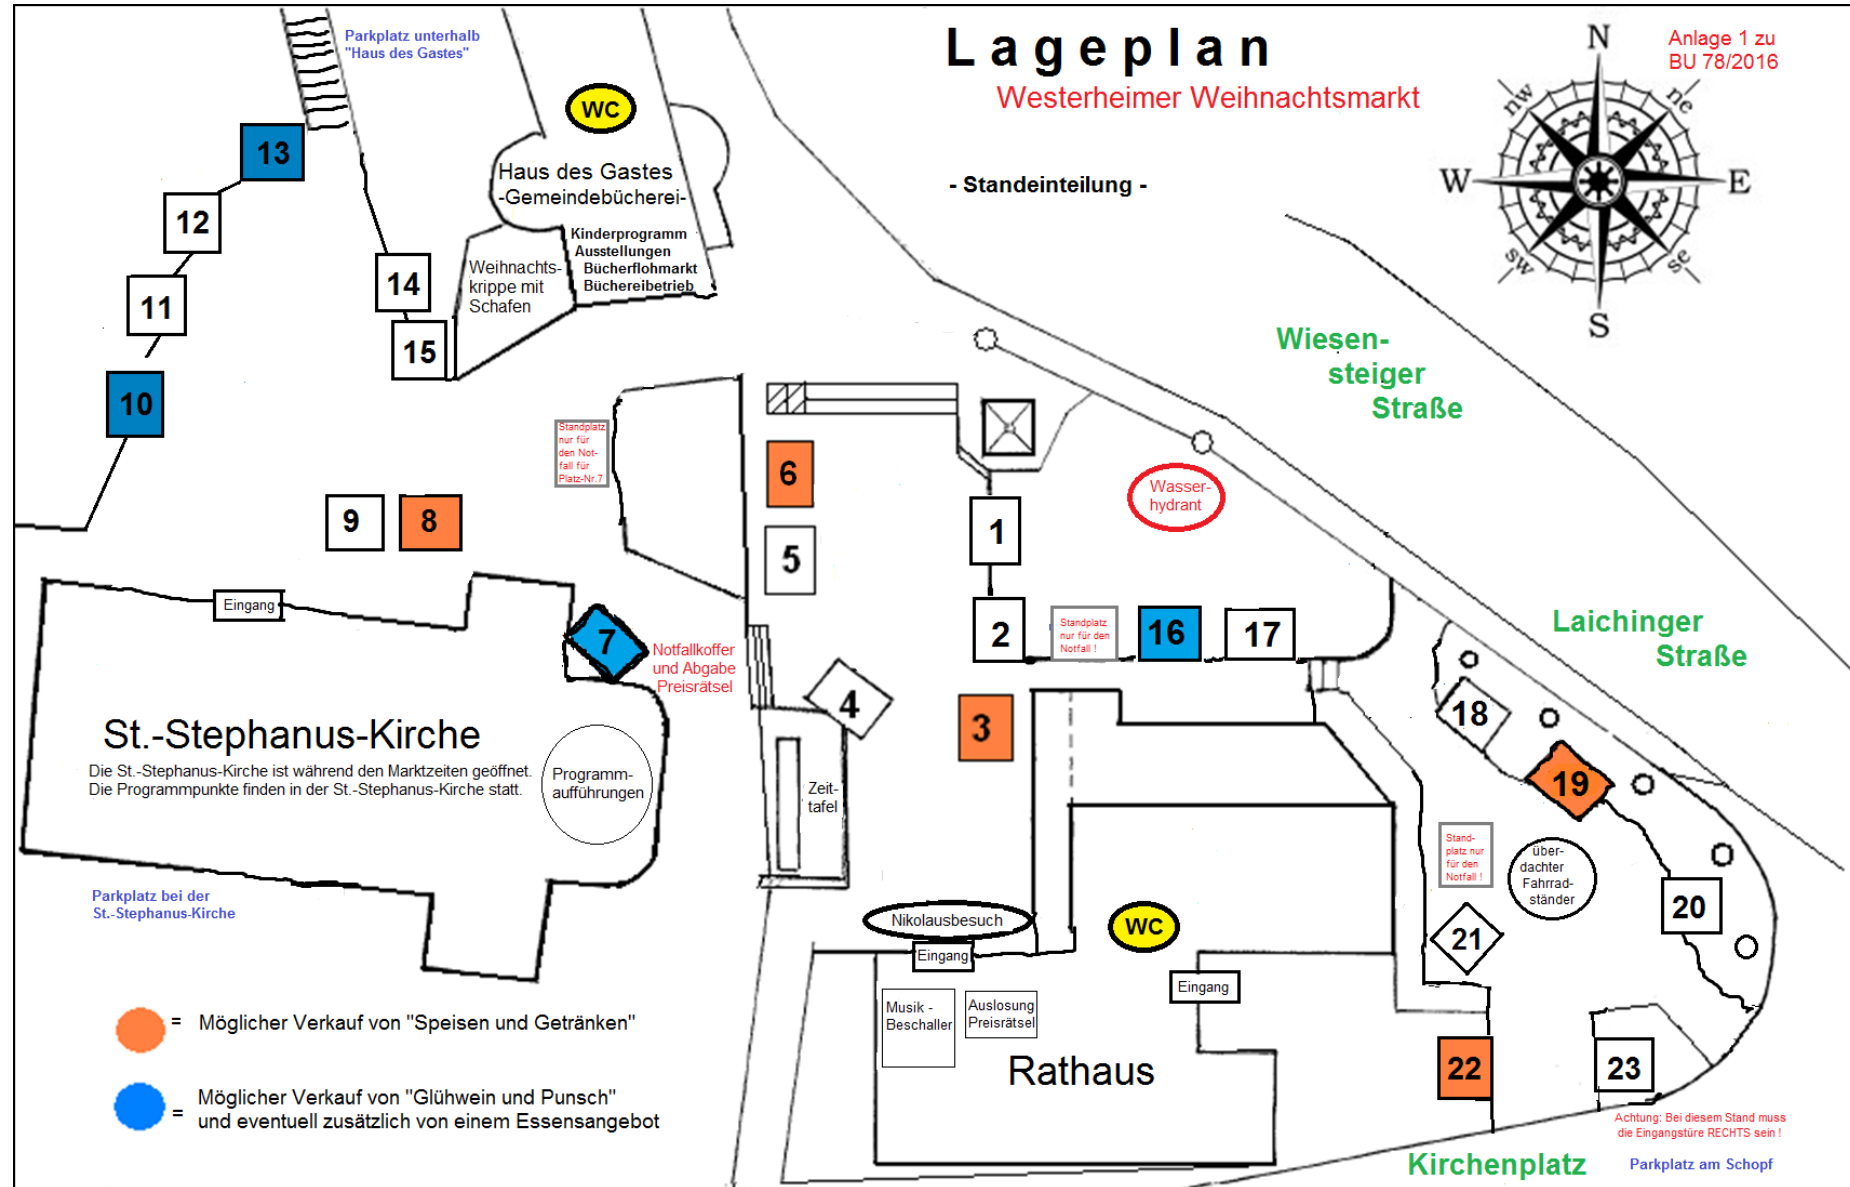 Lageplan
Westerheimer Weihnachtsmarkt
- Standeinteilung -
Anlage 1 zu
BU 78/2016
N
ne
E
se
S
sw
W
nw
Parkplatz unterhalb
"Haus des Gastes"
WC
Haus des Gastes
-Gemeindebücherei-
Kinderprogramm
Ausstellungen
Bücherflohmarkt
Büchereibetrieb
Weihnachts-
krippe mit
Schafen
13
12
11
10
14
15
Wiesen-
steiger
Straße
Standplatz
nur für
den Not-
fall für
Platz-Nr.7
6
5
1
2
Wasser-
hydrant
9
8
Eingang
7
Notfallkoffer
und Abgabe
Preisrätsel
Standplatz
nur für den
Notfall !
16
17
Laichinger
Straße
4
3
18
19
20
21
St.-Stephanus-Kirche
Die St.-Stephanus-Kirche ist während den Marktzeiten geöffnet.
Die Programmpunkte finden in der St.-Stephanus-Kirche statt.
Programm-
aufführungen
Zeit-
tafel
Stand-
platz nur
für den
Notfall !
über-
dachter
Fahrrad-
ständer
Parkplatz bei der
St.-Stephanus-Kirche
Nikolausbesuch
Eingang
WC
Eingang
Musik -
Beschaller
Auslosung
Preisrätsel
Rathaus
22
23
= Möglicher Verkauf von "Speisen und Getränken"
= Möglicher Verkauf von "Glühwein und Punsch"
und eventuell zusätzlich von einem Essensangebot
Achtung: Bei diesem Stand muss
die Eingangstüre RECHTS sein !
Kirchenplatz
Parkplatz am Schopf